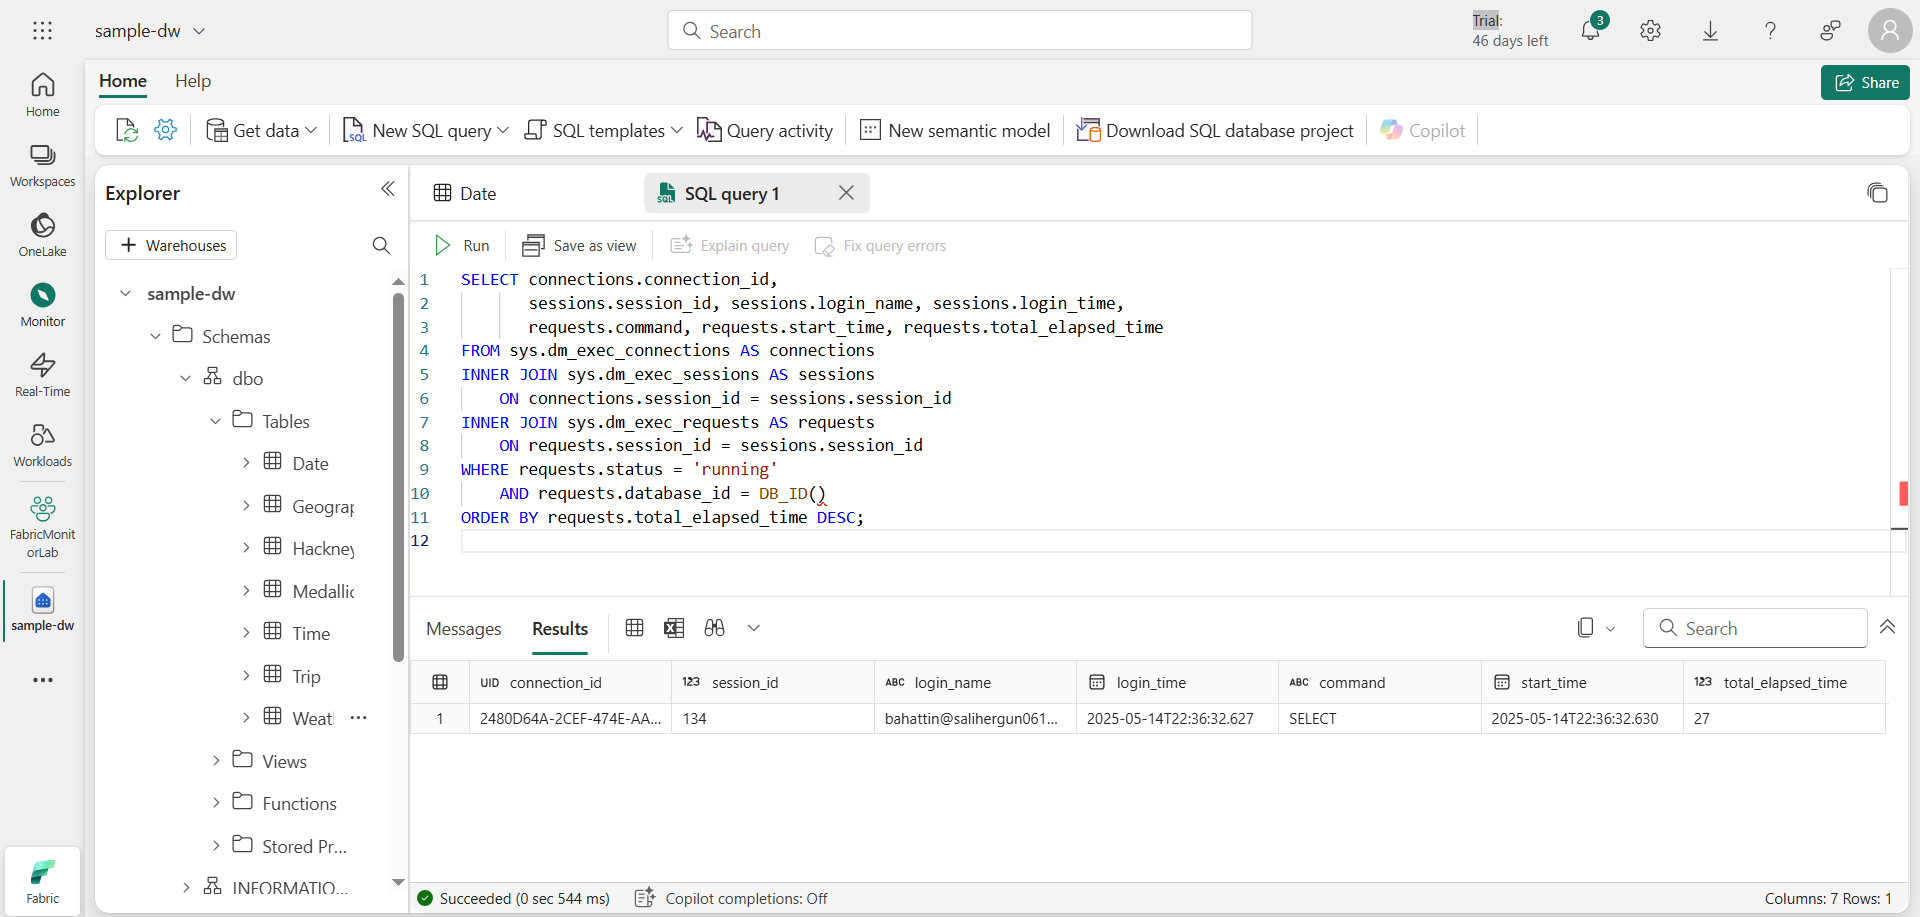 sample-dw
Search
Trial:
46 days left
3
Home
Help
Share
Get data
New SQL query
SQL templates
Query activity
New semantic model
Download SQL database project
Copilot
Home
Workspaces
OneLake
Monitor
Real-Time
Workloads
FabricMonit
orLab
sample-dw
Fabric
Explorer
Warehouses
sample-dw
Schemas
dbo
Tables
Date
Geograp
Hackney
Medallio
Time
Trip
Weat
Views
Functions
Stored Pr...
INFORMATIO...
Date
SQL query 1
Run
Save as view
Explain query
Fix query errors
1 SELECT connections.connection_id,
2 sessions.session_id, sessions.login_name, sessions.login_time,
3 requests.command, requests.start_time, requests.total_elapsed_time
4 FROM sys.dm_exec_connections AS connections
5 INNER JOIN sys.dm_exec_sessions AS sessions
6 ON connections.session_id = sessions.session_id
7 INNER JOIN sys.dm_exec_requests AS requests
8 ON requests.session_id = sessions.session_id
9 WHERE requests.status = 'running'
10 AND requests.database_id = DB_ID()
11 ORDER BY requests.total_elapsed_time DESC;
12
Messages
Results
Search
UID connection_id 123 session_id ABC login_name login_time ABC command start_time 123 total_elapsed_time
1 2480D64A-2CEF-474E-AA... 134 bahattin@salihergun061... 2025-05-14T22:36:32.627 SELECT 2025-05-14T22:36:32.630 27
Succeeded (0 sec 544 ms)
Copilot completions: Off
Columns: 7 Rows: 1